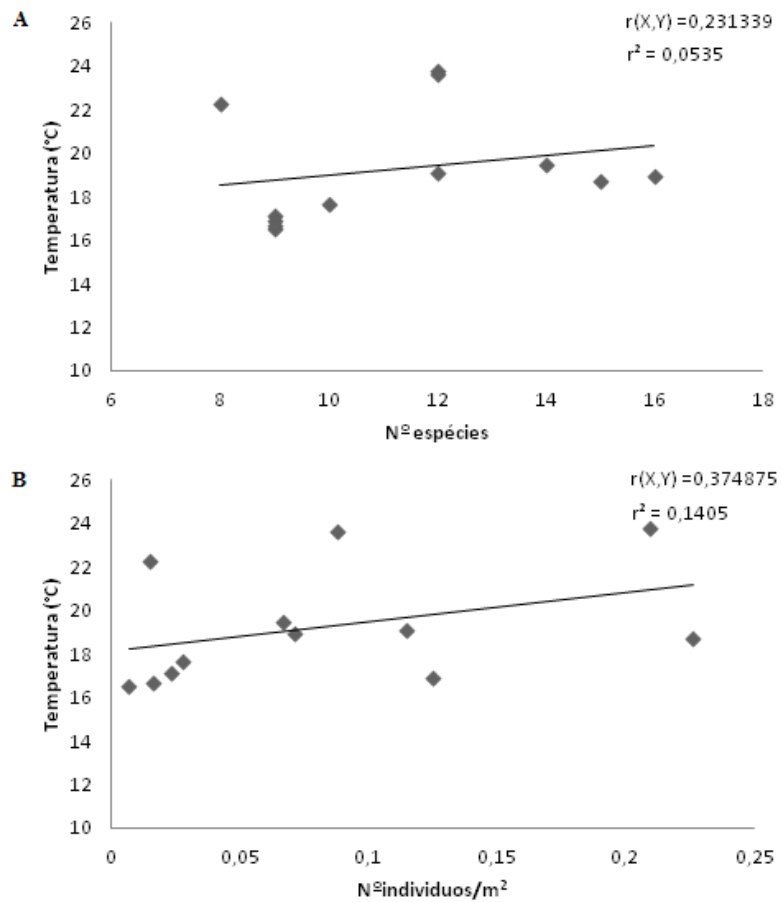 A
r(X,Y) =0,231339
r² = 0,0535
Temperatura (°C)
26
24
22
20
18
16
14
12
10
6 8 10 12 14 16 18
Nº espécies
B
r(X,Y) =0,374875
r² = 0,1405
Temperatura (°C)
26
24
22
20
18
16
14
12
10
0 0,05 0,1 0,15 0,2 0,25
Nºindividuos/m²